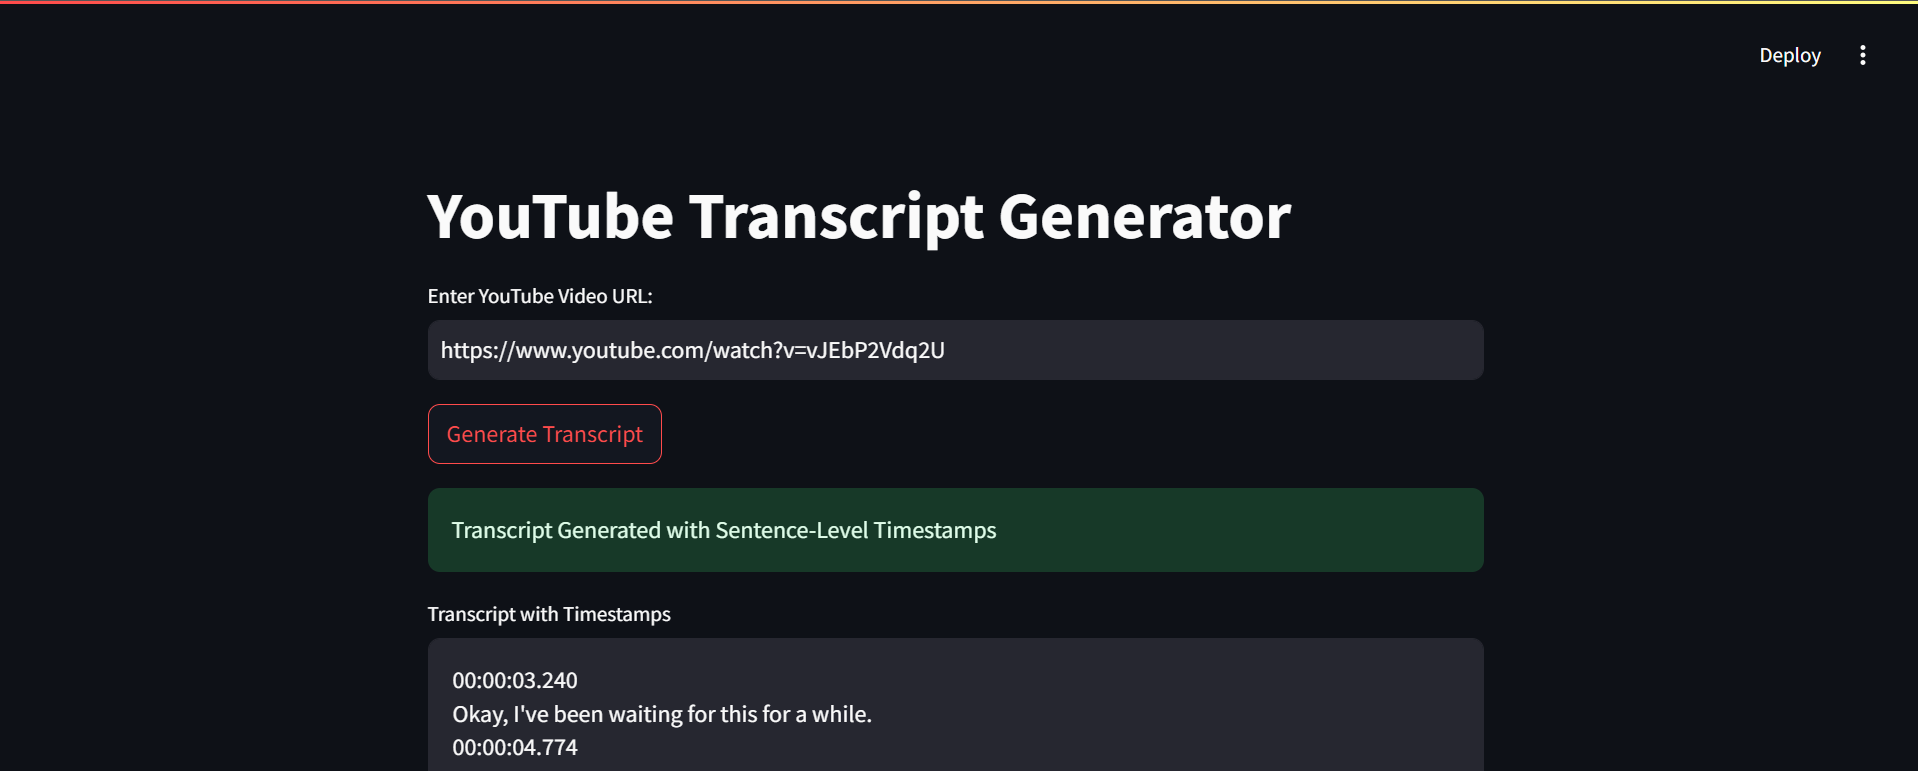 Deploy
YouTube Transcript Generator
Enter YouTube Video URL:
https://www.youtube.com/watch?v=vJEbP2Vdq2U
Generate Transcript
Transcript Generated with Sentence-Level Timestamps
Transcript with Timestamps
00:00:03.240
Okay, I've been waiting for this for a while.
00:00:04.774